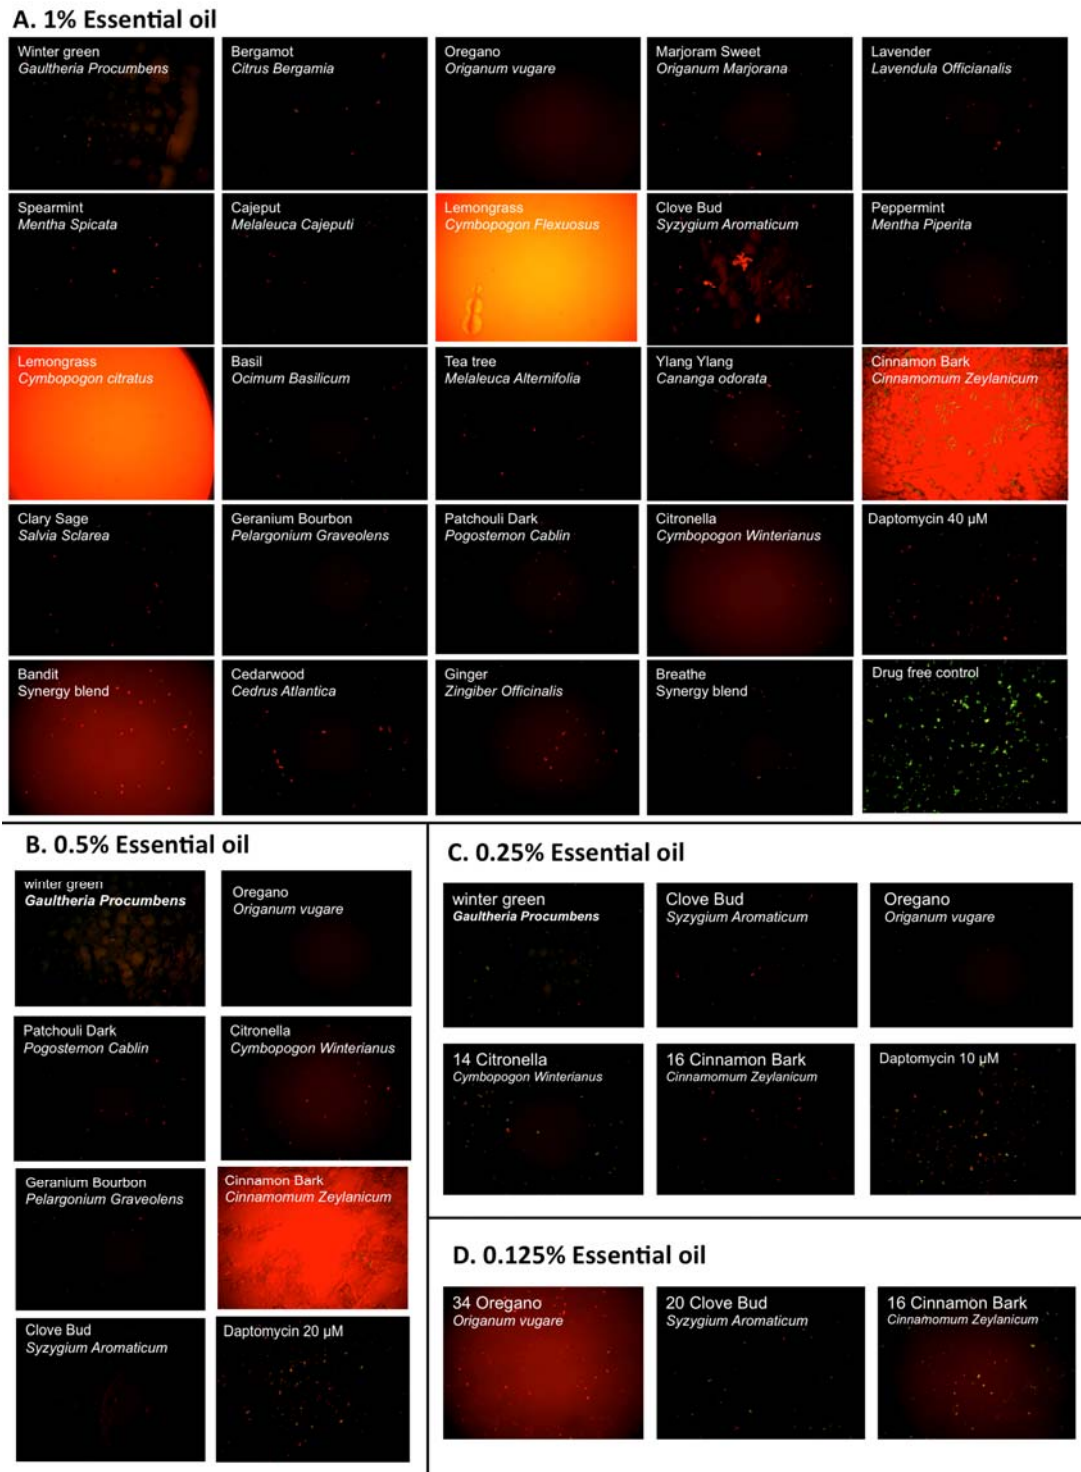 A. 1% Essential oil
Winter green
Gaultheria Procumbens
Bergamot
Citrus Bergamia
Oregano
Origanum vugare
Marjoram Sweet
Origanum Marjorana
Lavender
Lavendula Officianalis
Spearmint
Mentha Spicata
Cajeput
Melaleuca Cajeputi
Lemongrass
Cymbopogon Flexuosus
Clove Bud
Syzygium Aromaticum
Peppermint
Mentha Piperita
Lemongrass
Cymbopogon citratus
Basil
Ocimum Basilicum
Tea tree
Melaleuca Alternifolia
Ylang Ylang
Cananga odorata
Cinnamon Bark
Cinnamomum Zeylanicum
Clary Sage
Salvia Sclarea
Geranium Bourbon
Pelargonium Graveolens
Patchouli Dark
Pogostemon Cablin
Citronella
Cymbopogon Winterianus
Daptomycin 40 µM
Bandit
Synergy blend
Cedarwood
Cedrus Atlantica
Ginger
Zingiber Officinalis
Breathe
Synergy blend
Drug free control
B. 0.5% Essential oil
winter green
Gaultheria Procumbens
Oregano
Origanum vugare
Patchouli Dark
Pogostemon Cablin
Citronella
Cymbopogon Winterianus
Geranium Bourbon
Pelargonium Graveolens
Cinnamon Bark
Cinnamomum Zeylanicum
Clove Bud
Syzygium Aromaticum
Daptomycin 20 µM
C. 0.25% Essential oil
winter green
Gaultheria Procumbens
Clove Bud
Syzygium Aromaticum
Oregano
Origanum vugare
14 Citronella
Cymbopogon Winterianus
16 Cinnamon Bark
Cinnamomum Zeylanicum
Daptomycin 10 µM
D. 0.125% Essential oil
34 Oregano
Origanum vugare
20 Clove Bud
Syzygium Aromaticum
16 Cinnamon Bark
Cinnamomum Zeylanicum